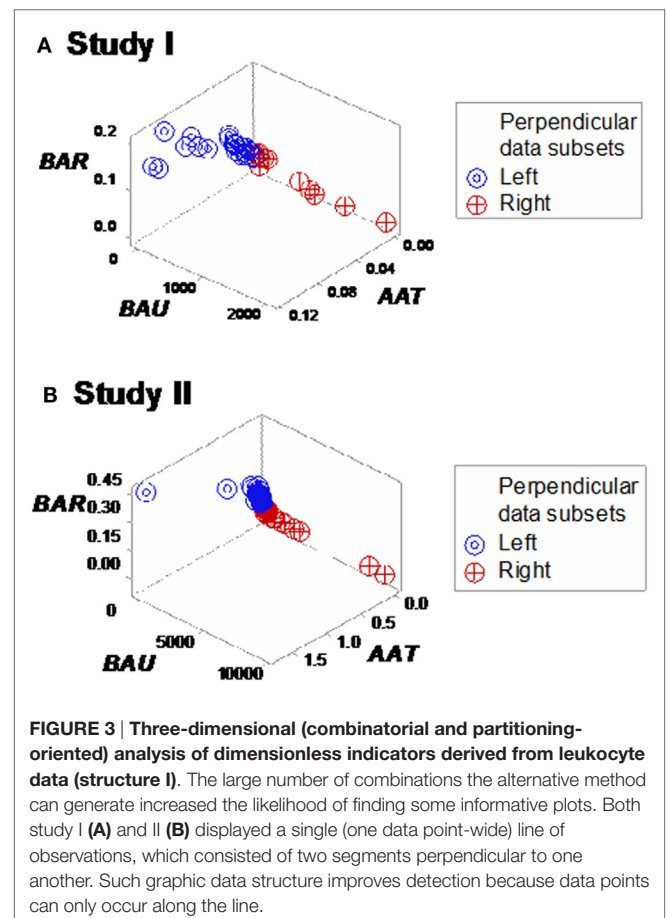 A Study I
0.2
BAR
0.1
0.0
0
1000
BAU
2000
0.12
0.08
0.04
0.00
AAT
Perpendicular
data subsets
Left
Right
B Study II
0.45
BAR 0.30
0.15
0.00
0
5000
BAU
10000
1.5
1.0
0.5
0.0
AAT
Perpendicular
data subsets
Left
Right
FIGURE 3 | Three-dimensional (combinatorial and partitioning-
oriented) analysis of dimensionless indicators derived from leukocyte
data (structure I). The large number of combinations the alternative method
can generate increased the likelihood of finding some informative plots. Both
study I (A) and II (B) displayed a single (one data point-wide) line of
observations, which consisted of two segments perpendicular to one
another. Such graphic data structure improves detection because data points
can only occur along the line.